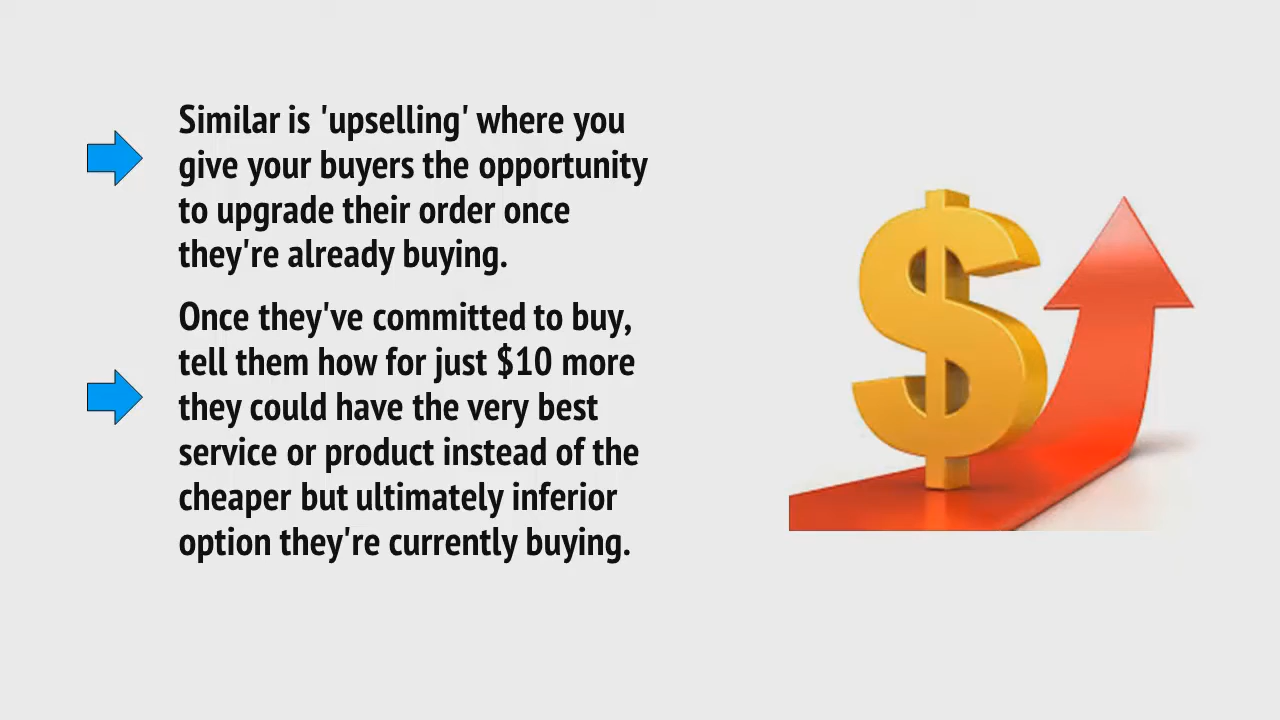 Similar is 'upselling' where you
give your buyers the opportunity
to upgrade their order once
they're already buying.
Once they've committed to buy,
tell them how for just $10 more
they could have the very best
service or product instead of the
cheaper but ultimately inferior
option they're currently buying.